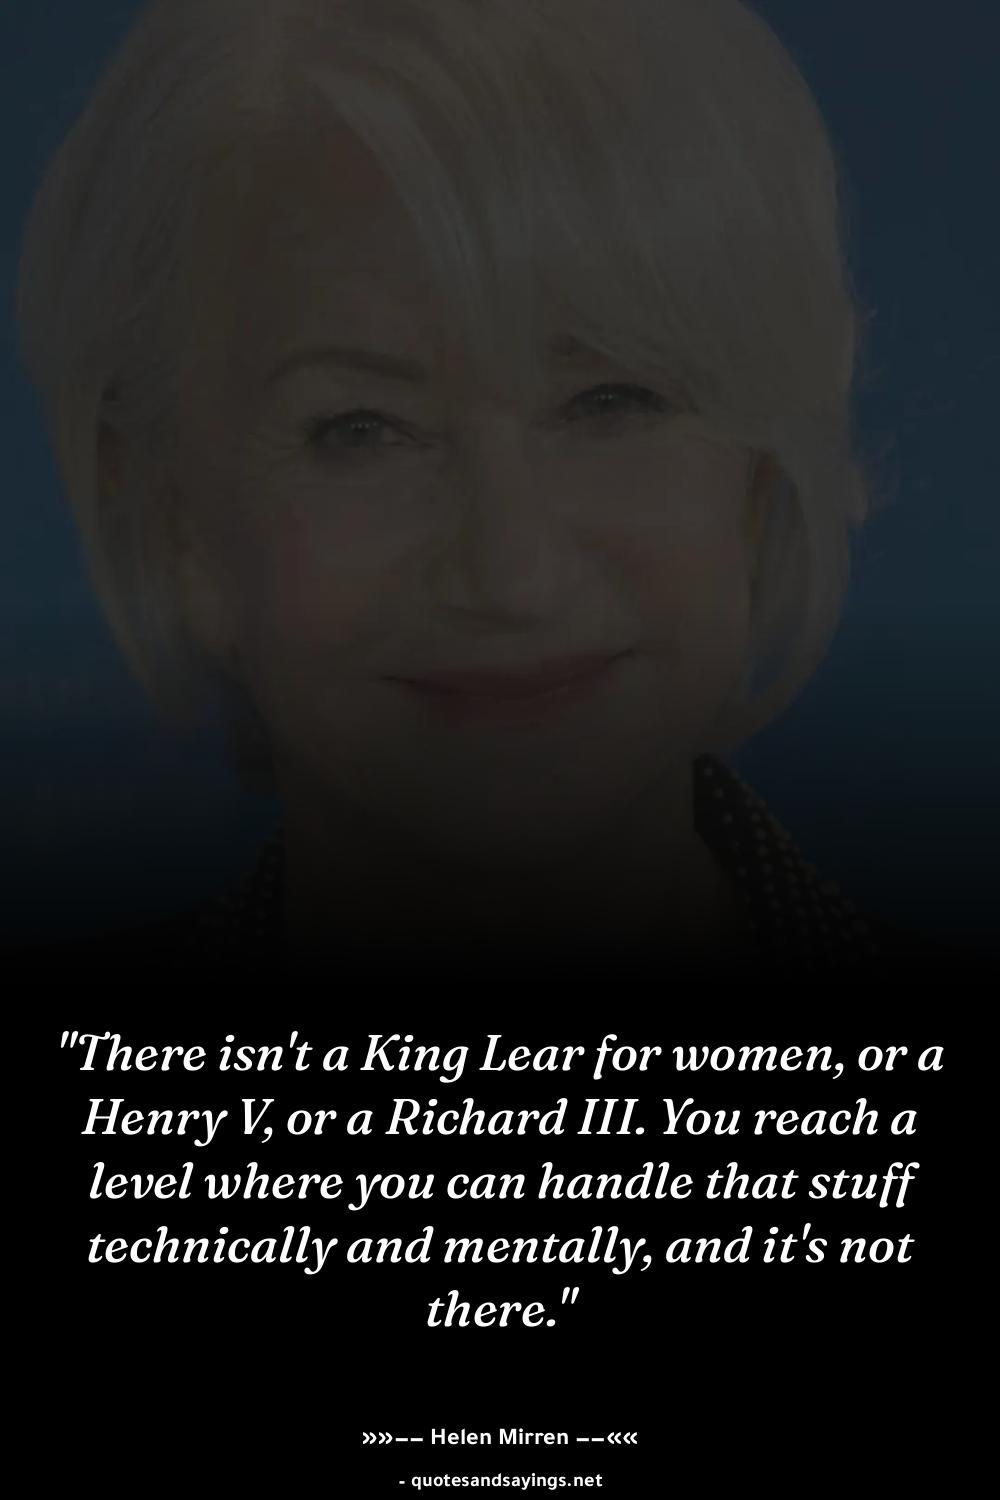 "There isn't a King Lear for women, or a
Henry V, or a Richard III. You reach a
level where you can handle that stuff
technically and mentally, and it's not
there."
»»−− Helen Mirren −−««
- quotesandsayings.net